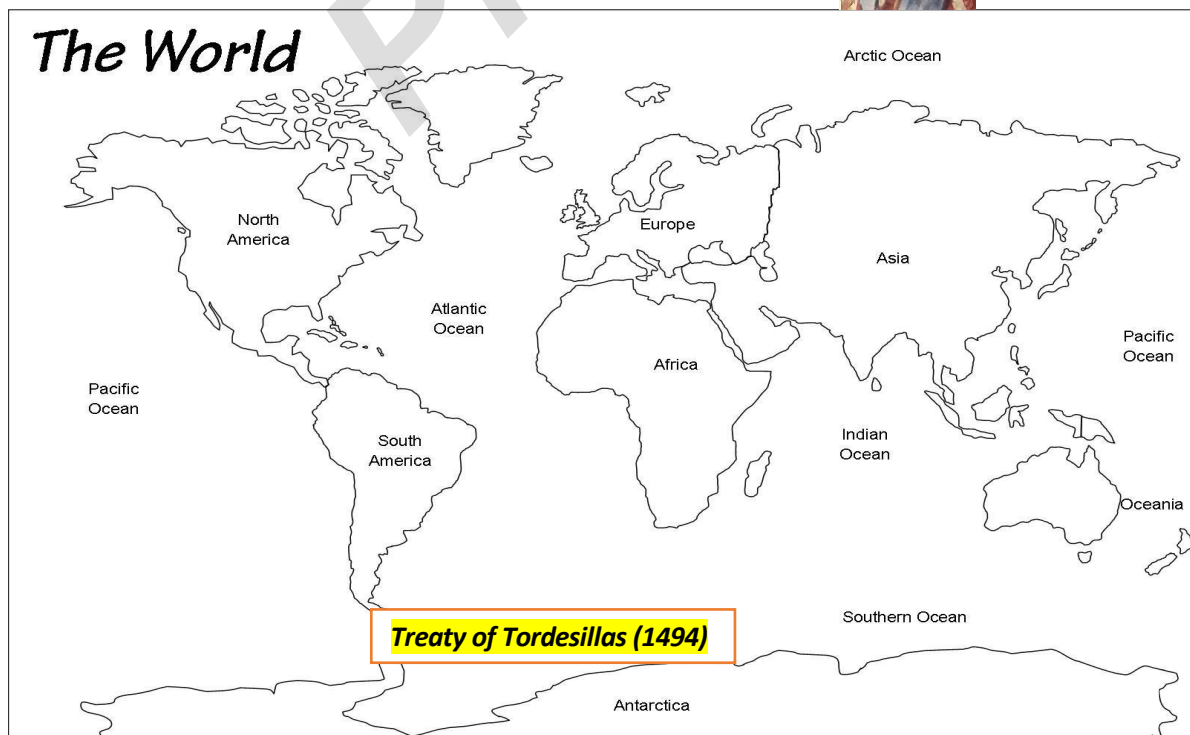 The World
Arctic Ocean
North
America
Europe
Asia
Atlantic
Ocean
Pacific
Ocean
Africa
Pacific
Ocean
South
America
Indian
Ocean
Oceania
Southern Ocean
Treaty of Tordesillas (1494)
Antarctica